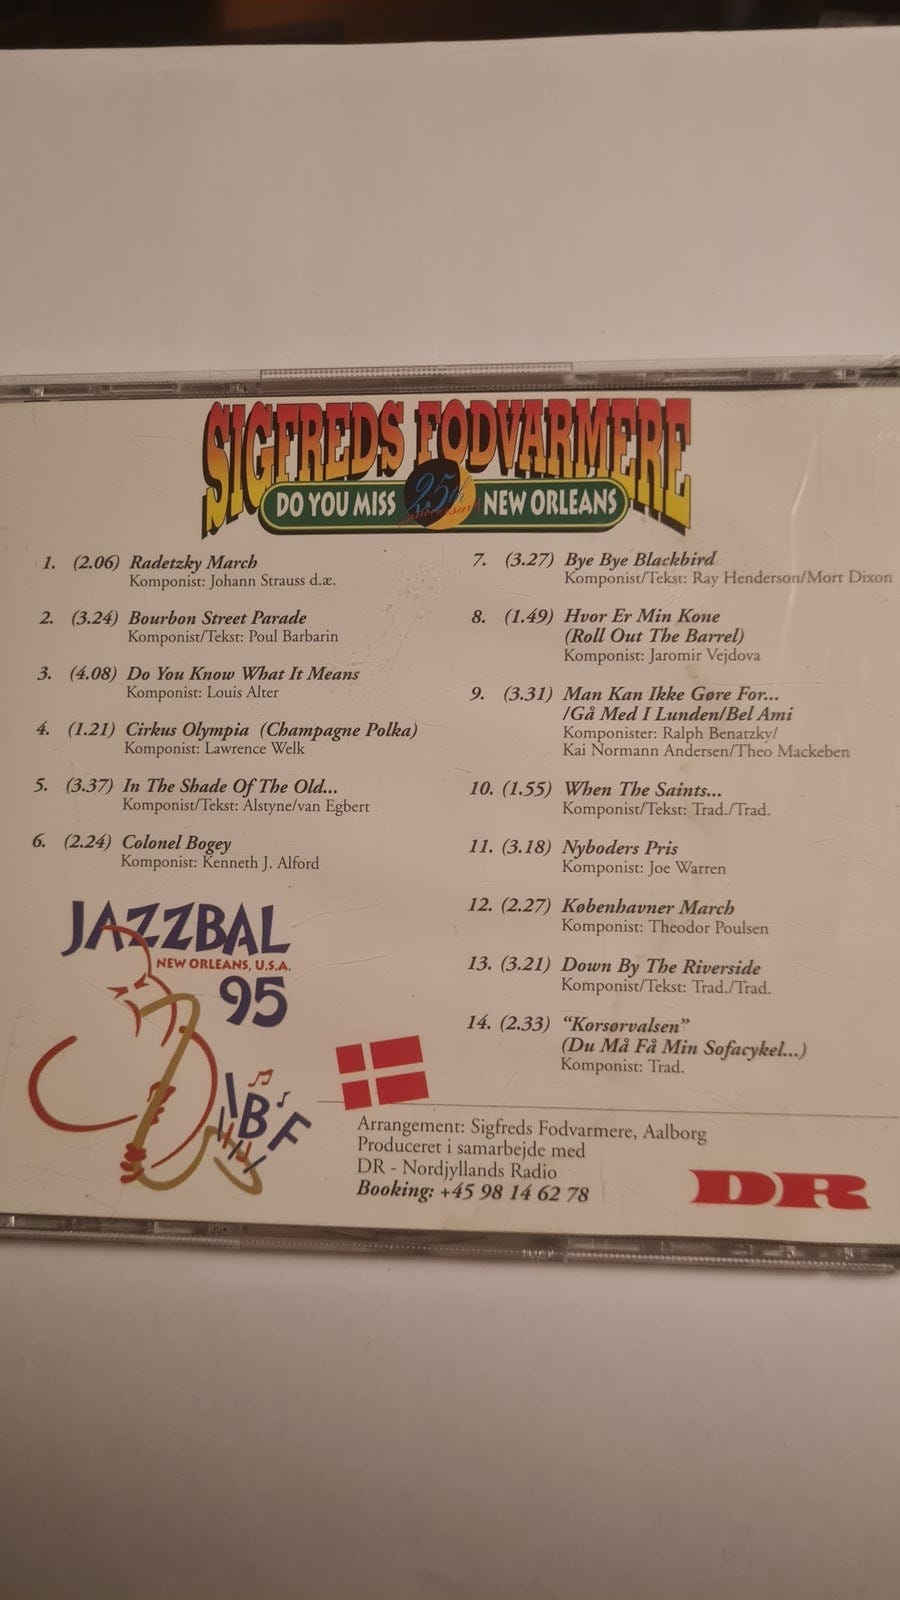 SIGFREDS FODVARMERE
DO YOU MISS 25th NEW ORLEANS
anniversary
1. (2.06) Radetzky March
Komponist: Johann Strauss d.æ.
2. (3.24) Bourbon Street Parade
Komponist/Tekst: Poul Barbarin
3. (4.08) Do You Know What It Means
Komponist: Louis Alter
4. (1.21) Cirkus Olympia (Champagne Polka)
Komponist: Lawrence Welk
5. (3.37) In The Shade Of The Old...
Komponist/Tekst: Alstyne/van Egbert
6. (2.24) Colonel Bogey
Komponist: Kenneth J. Alford
7. (3.27) Bye Bye Blackbird
Komponist/Tekst: Ray Henderson/Mort Dixon
8. (1.49) Hvor Er Min Kone
(Roll Out The Barrel)
Komponist: Jaromir Vejdova
9. (3.31) Man Kan Ikke Gøre For...
/Gå Med I Lunden/Bel Ami
Komponister: Ralph Benatzky/
Kai Normann Andersen/Theo Mackeben
10. (1.55) When The Saints...
Komponist/Tekst: Trad./Trad.
11. (3.18) Nyboders Pris
Komponist: Joe Warren
12. (2.27) Københavner March
Komponist: Theodor Poulsen
13. (3.21) Down By The Riverside
Komponist/Tekst: Trad./Trad.
14. (2.33) “Korsørvalsen”
(Du Må Få Min Sofacykel...)
Komponist: Trad.
JAZZBAL
NEW ORLEANS, U.S.A.
95
IBF
Arrangement: Sigfreds Fodvarmere, Aalborg
Produceret i samarbejde med
DR - Nordjyllands Radio
Booking: +45 98 14 62 78
DR